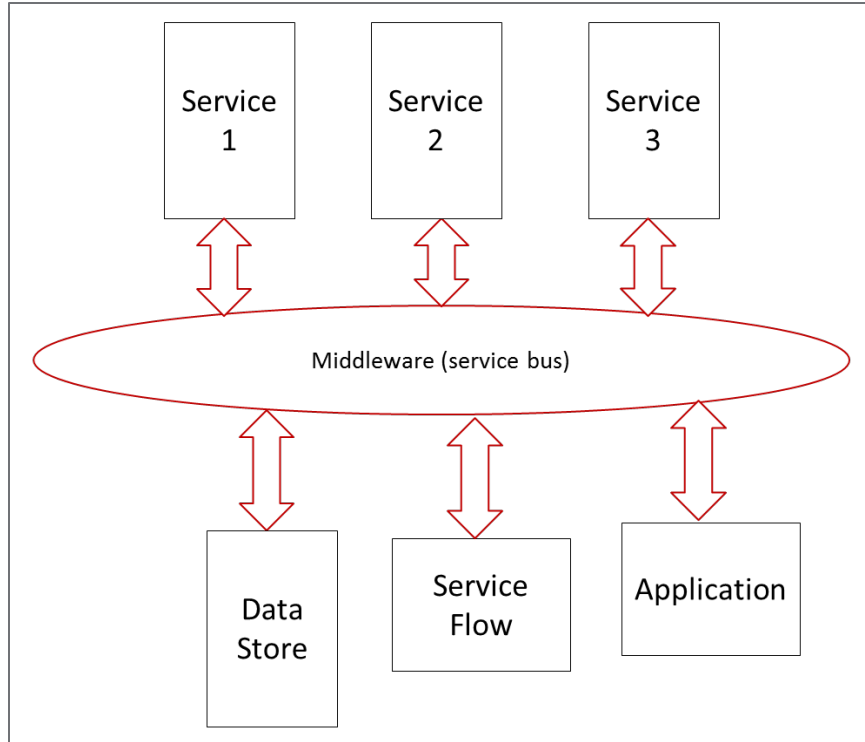 Service
1
Service
2
Service
3
Middleware (service bus)
Data
Store
Service
Flow
Application